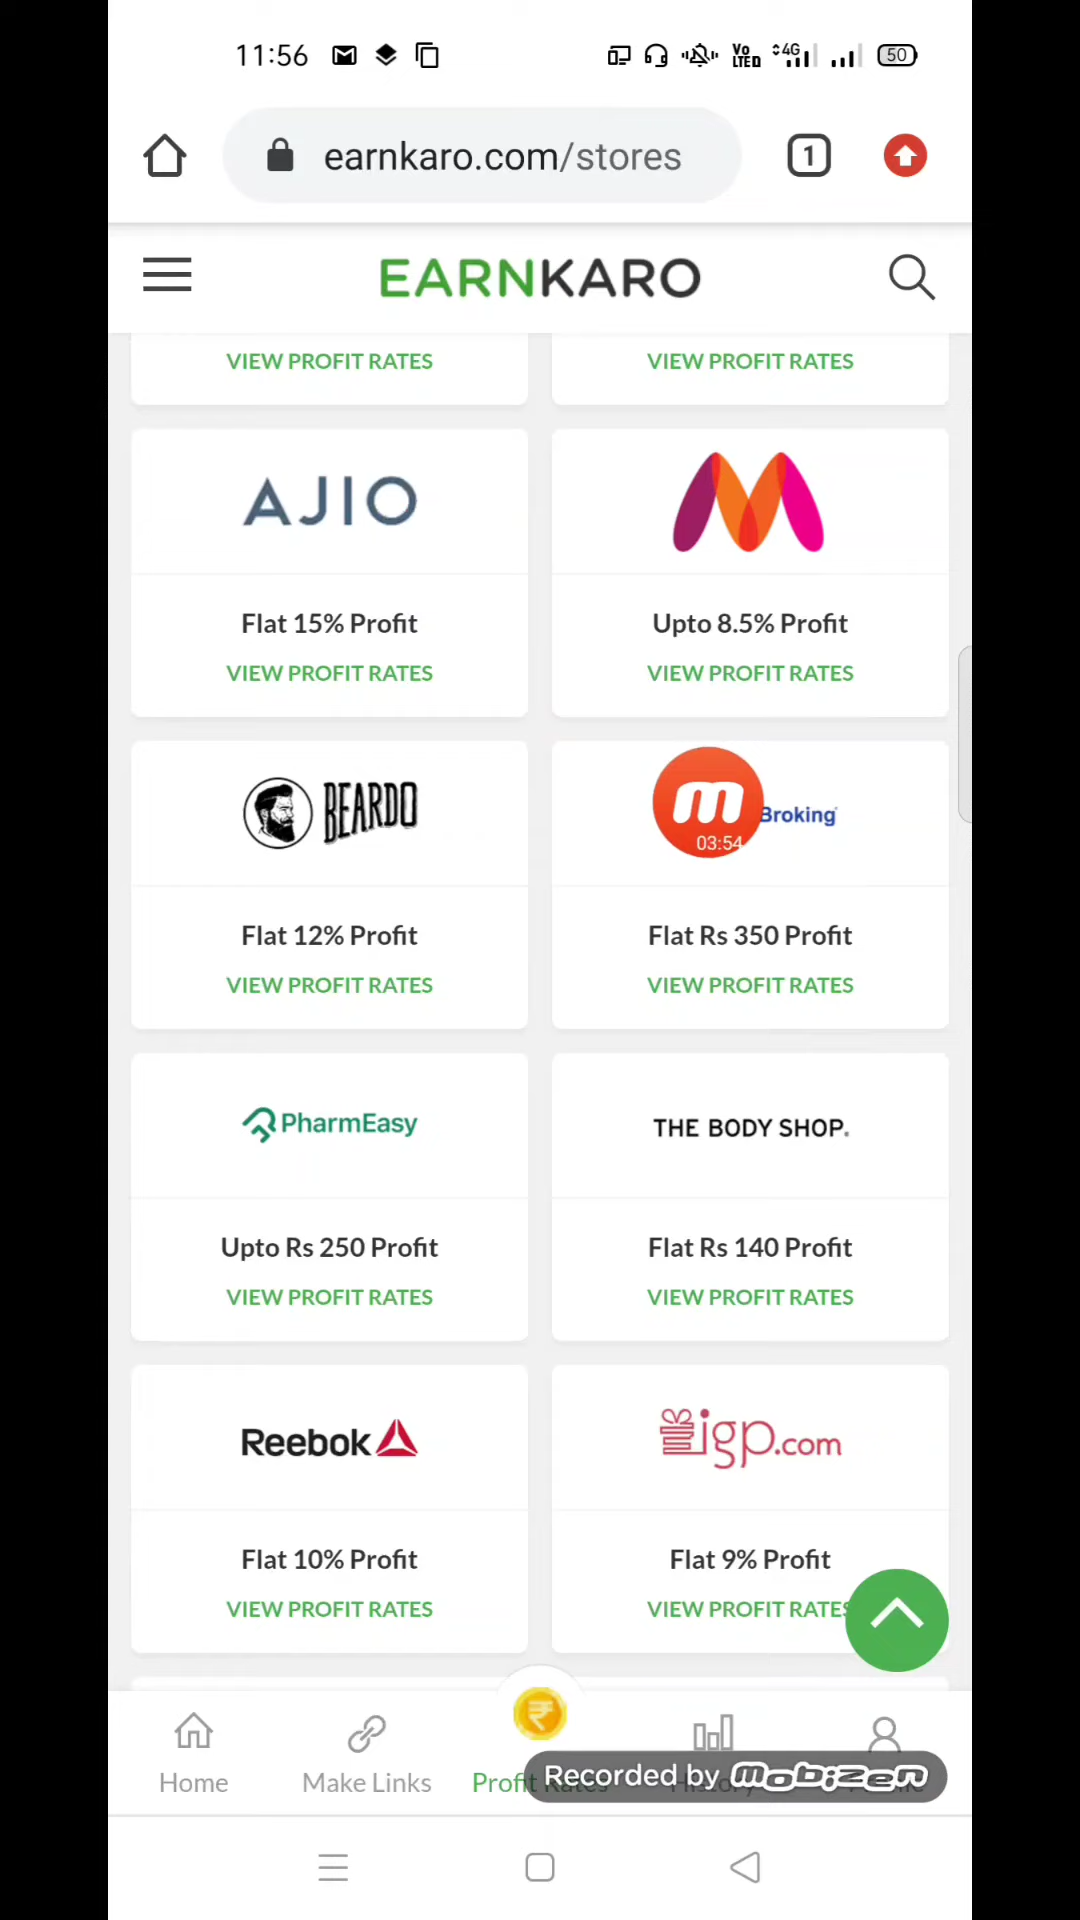 11:56 Vo LTED 4G 50
earnkaro.com/stores 1
EARNKARO
VIEW PROFIT RATES VIEW PROFIT RATES
AJIO
Flat 15% Profit Upto 8.5% Profit
VIEW PROFIT RATES VIEW PROFIT RATES
BEARDO m Broking
03:54
Flat 12% Profit Flat Rs 350 Profit
VIEW PROFIT RATES VIEW PROFIT RATES
PharmEasy THE BODY SHOP.
Upto Rs 250 Profit Flat Rs 140 Profit
VIEW PROFIT RATES VIEW PROFIT RATES
Reebok igp.com
Flat 10% Profit Flat 9% Profit
VIEW PROFIT RATES VIEW PROFIT RATES
Home Make Links Profit
Recorded by mobizen